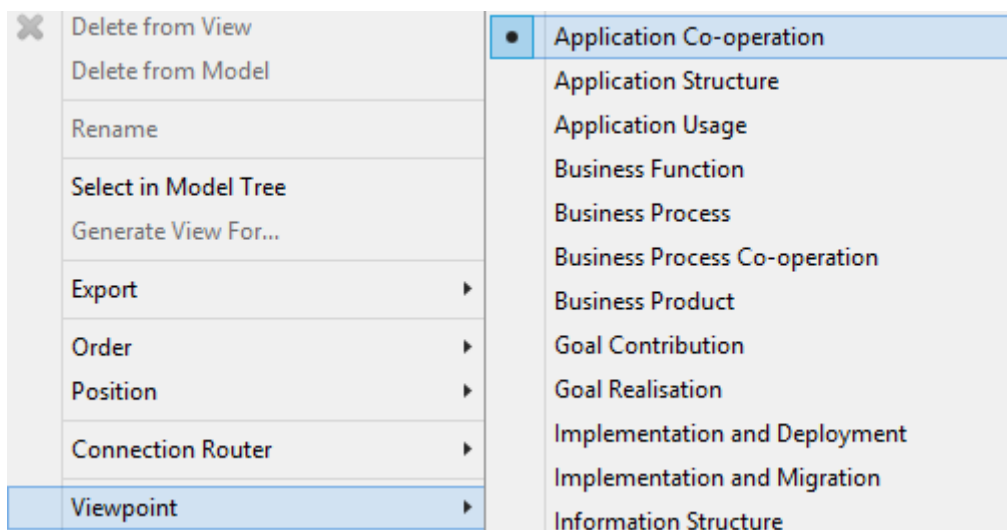 Delete from View
Delete from Model
Rename
Select in Model Tree
Generate View For...
Export
Order
Position
Connection Router
Viewpoint
Application Co-operation
Application Structure
Application Usage
Business Function
Business Process
Business Process Co-operation
Business Product
Goal Contribution
Goal Realisation
Implementation and Deployment
Implementation and Migration
Information Structure